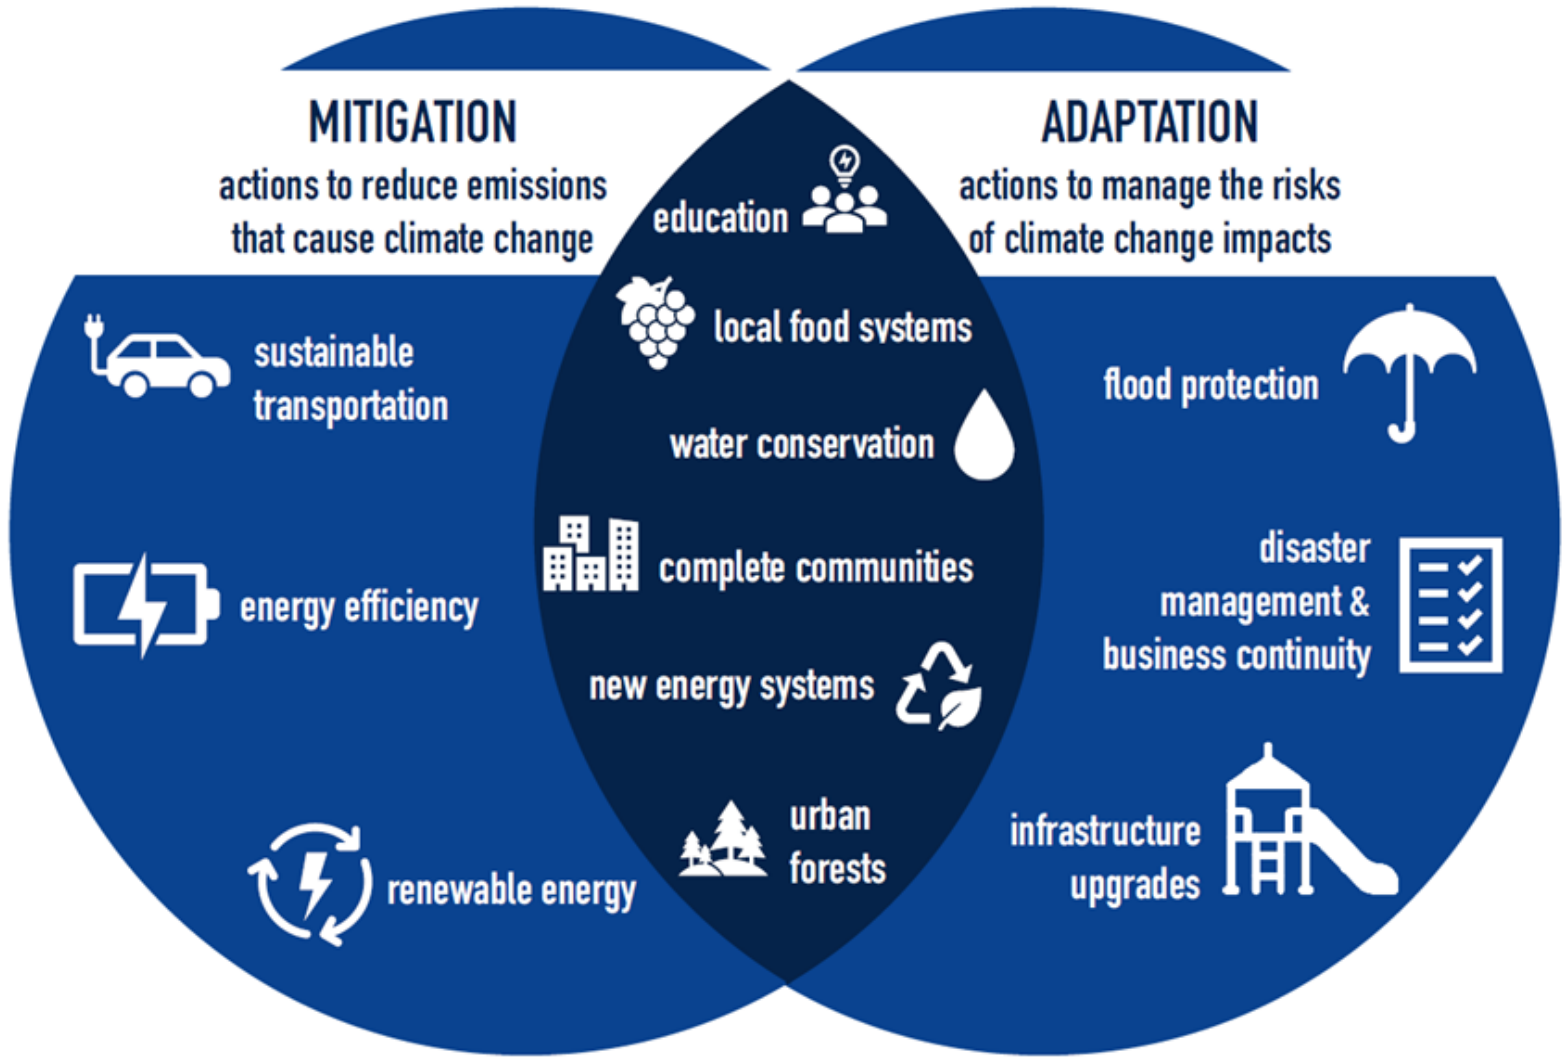 MITIGATION
actions to reduce emissions
that cause climate change
sustainable
transportation
energy efficiency
renewable energy
education
local food systems
water conservation
complete communities
new energy systems
urban
forests
ADAPTATION
actions to manage the risks
of climate change impacts
flood protection
disaster
management &
business continuity
infrastructure
upgrades